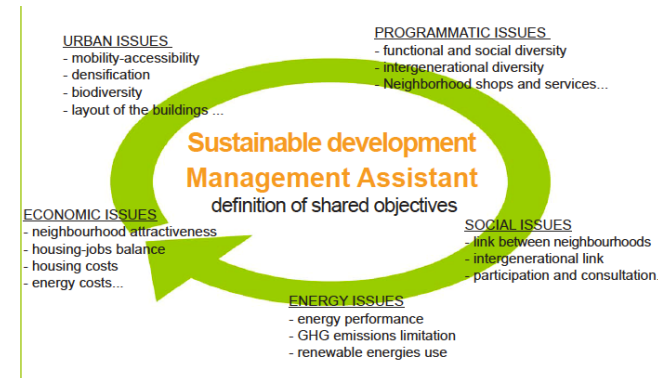 URBAN ISSUES
- mobility-accessibility
- densification
- biodiversity
- layout of the buildings ...
PROGRAMMATIC ISSUES
- functional and social diversity
- intergenerational diversity
- Neighborhood shops and services...
Sustainable development
Management Assistant
definition of shared objectives
ECONOMIC ISSUES
- neighbourhood attractiveness
- housing-jobs balance
- housing costs
- energy costs...
SOCIAL ISSUES
- link between neighbourhoods
- intergenerational link
- participation and consultation.
ENERGY ISSUES
- energy performance
- GHG emissions limitation
- renewable energies use